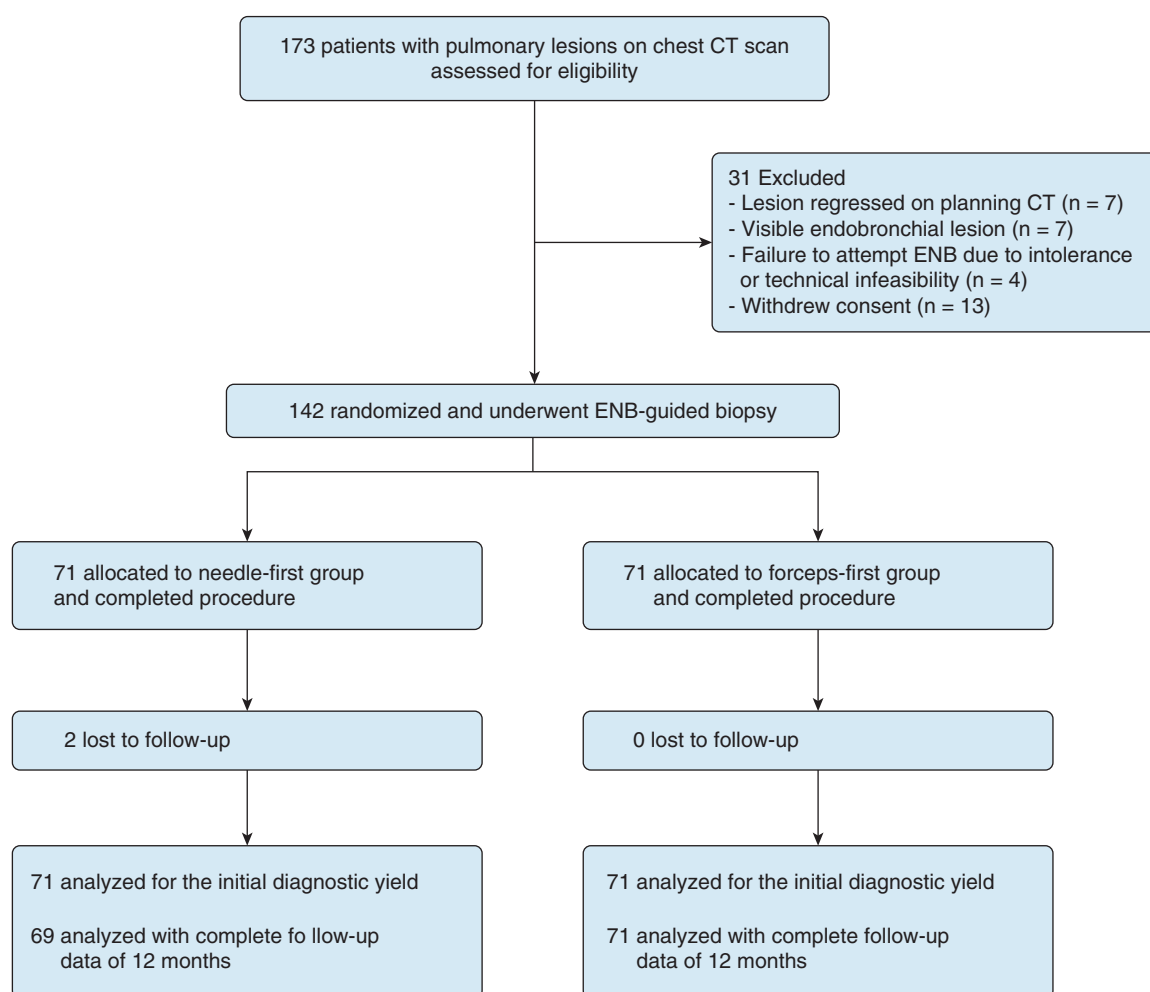 173 patients with pulmonary lesions on chest CT scan
assessed for eligibility
31 Excluded
- Lesion regressed on planning CT (n = 7)
- Visible endobronchial lesion (n = 7)
- Failure to attempt ENB due to intolerance
or technical infeasibility (n = 4)
- Withdrew consent (n = 13)
142 randomized and underwent ENB-guided biopsy
71 allocated to needle-first group
and completed procedure
71 allocated to forceps-first group
and completed procedure
2 lost to follow-up
0 lost to follow-up
71 analyzed for the initial diagnostic yield
69 analyzed with complete fo llow-up
data of 12 months
71 analyzed for the initial diagnostic yield
71 analyzed with complete follow-up
data of 12 months